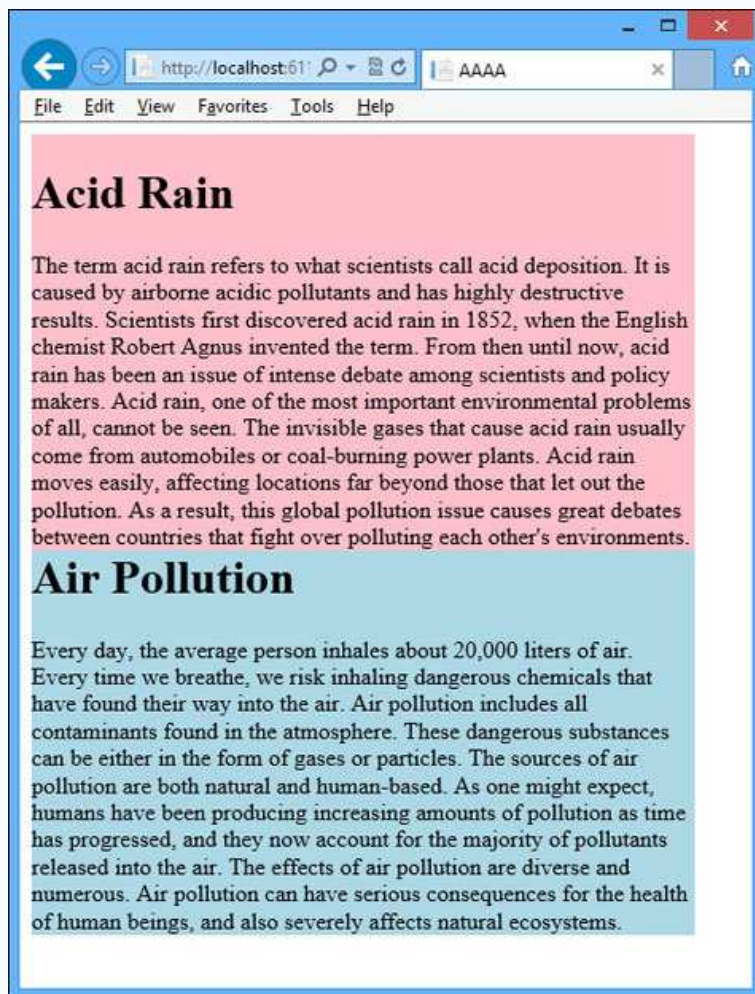 http://localhost:61
AAAA
File Edit View Favorites Tools Help
Acid Rain
The term acid rain refers to what scientists call acid deposition. It is
caused by airborne acidic pollutants and has highly destructive
results. Scientists first discovered acid rain in 1852, when the English
chemist Robert Agnus invented the term. From then until now, acid
rain has been an issue of intense debate among scientists and policy
makers. Acid rain, one of the most important environmental problems
of all, cannot be seen. The invisible gases that cause acid rain usually
come from automobiles or coal-burning power plants. Acid rain
moves easily, affecting locations far beyond those that let out the
pollution. As a result, this global pollution issue causes great debates
between countries that fight over polluting each other's environments.
Air Pollution
Every day, the average person inhales about 20,000 liters of air.
Every time we breathe, we risk inhaling dangerous chemicals that
have found their way into the air. Air pollution includes all
contaminants found in the atmosphere. These dangerous substances
can be either in the form of gases or particles. The sources of air
pollution are both natural and human-based. As one might expect,
humans have been producing increasing amounts of pollution as time
has progressed, and they now account for the majority of pollutants
released into the air. The effects of air pollution are diverse and
numerous. Air pollution can have serious consequences for the health
of human beings, and also severely affects natural ecosystems.